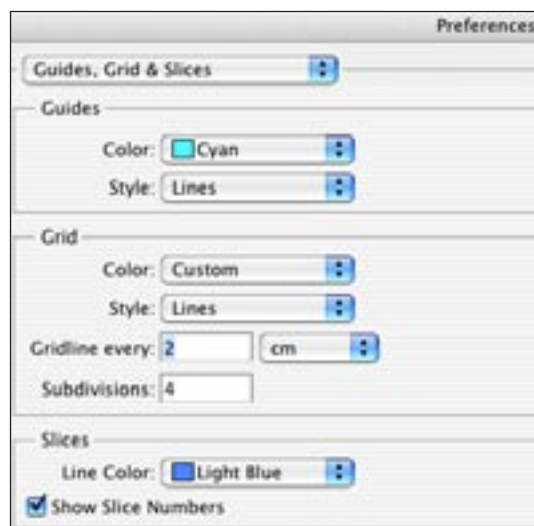 Preferences
Guides, Grid & Slices
Guides
Color: Cyan
Style: Lines
Grid
Color: Custom
Style: Lines
Gridline every: 2 cm
Subdivisions: 4
Slices
Line Color: Light Blue
Show Slice Numbers